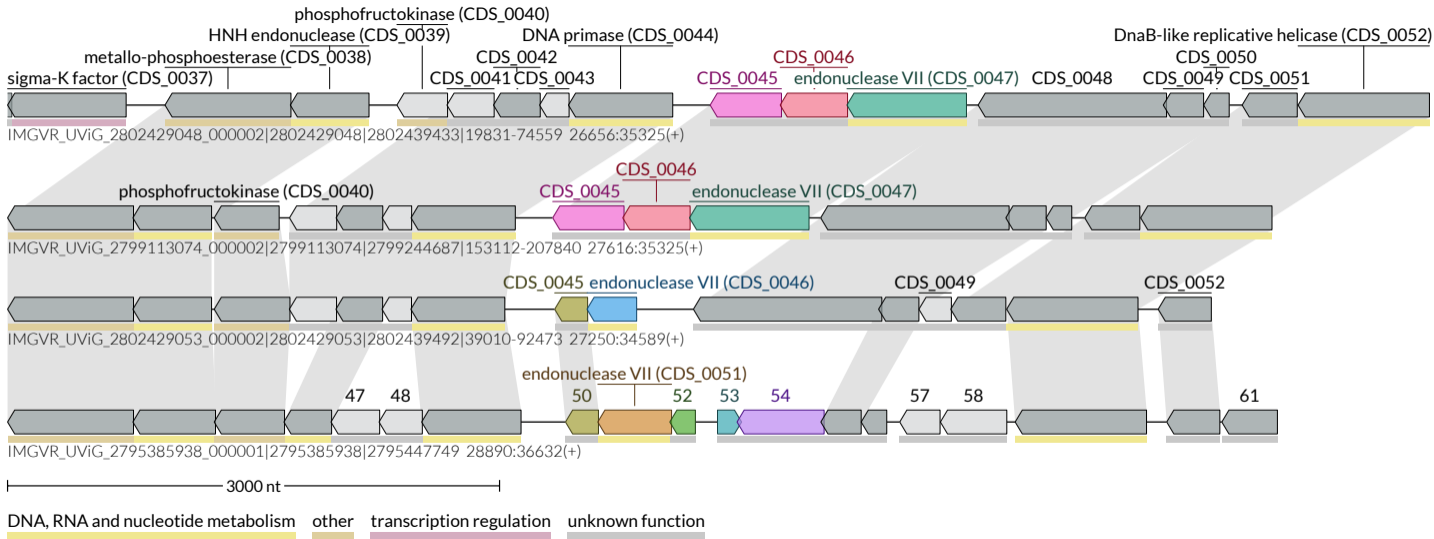 phosphofructokinase (CDS_0040)
HNH endonuclease (CDS_0039) DNA primase (CDS_0044) DnaB-like replicative helicase (CDS_0052)
metallo-phosphoesterase (CDS_0038) CDS_0042 CDS_0046 CDS_0050
sigma-K factor (CDS_0037) CDS_0041 CDS_0043 CDS_0045 endonuclease VII (CDS_0047) CDS_0048 CDS_0049 CDS_0051
IMGVR_UViG_2802429048_000002|2802429048|2802439433|19831-74559 26656:35325(+)
CDS_0046
phosphofructokinase (CDS_0040) CDS_0045 endonuclease VII (CDS_0047)
IMGVR_UViG_2799113074_000002|2799113074|2799244687|153112-207840 27616:35325(+)
CDS_0045 endonuclease VII (CDS_0046) CDS_0049 CDS_0052
IMGVR_UViG_2802429053_000002|2802429053|2802439492|39010-92473 27250:34589(+)
endonuclease VII (CDS_0051)
47 48 50 52 53 54 57 58 61
IMGVR_UViG_2795385938_000001|2795385938|2795447749 28890:36632(+)
3000 nt
DNA, RNA and nucleotide metabolism other transcription regulation unknown function